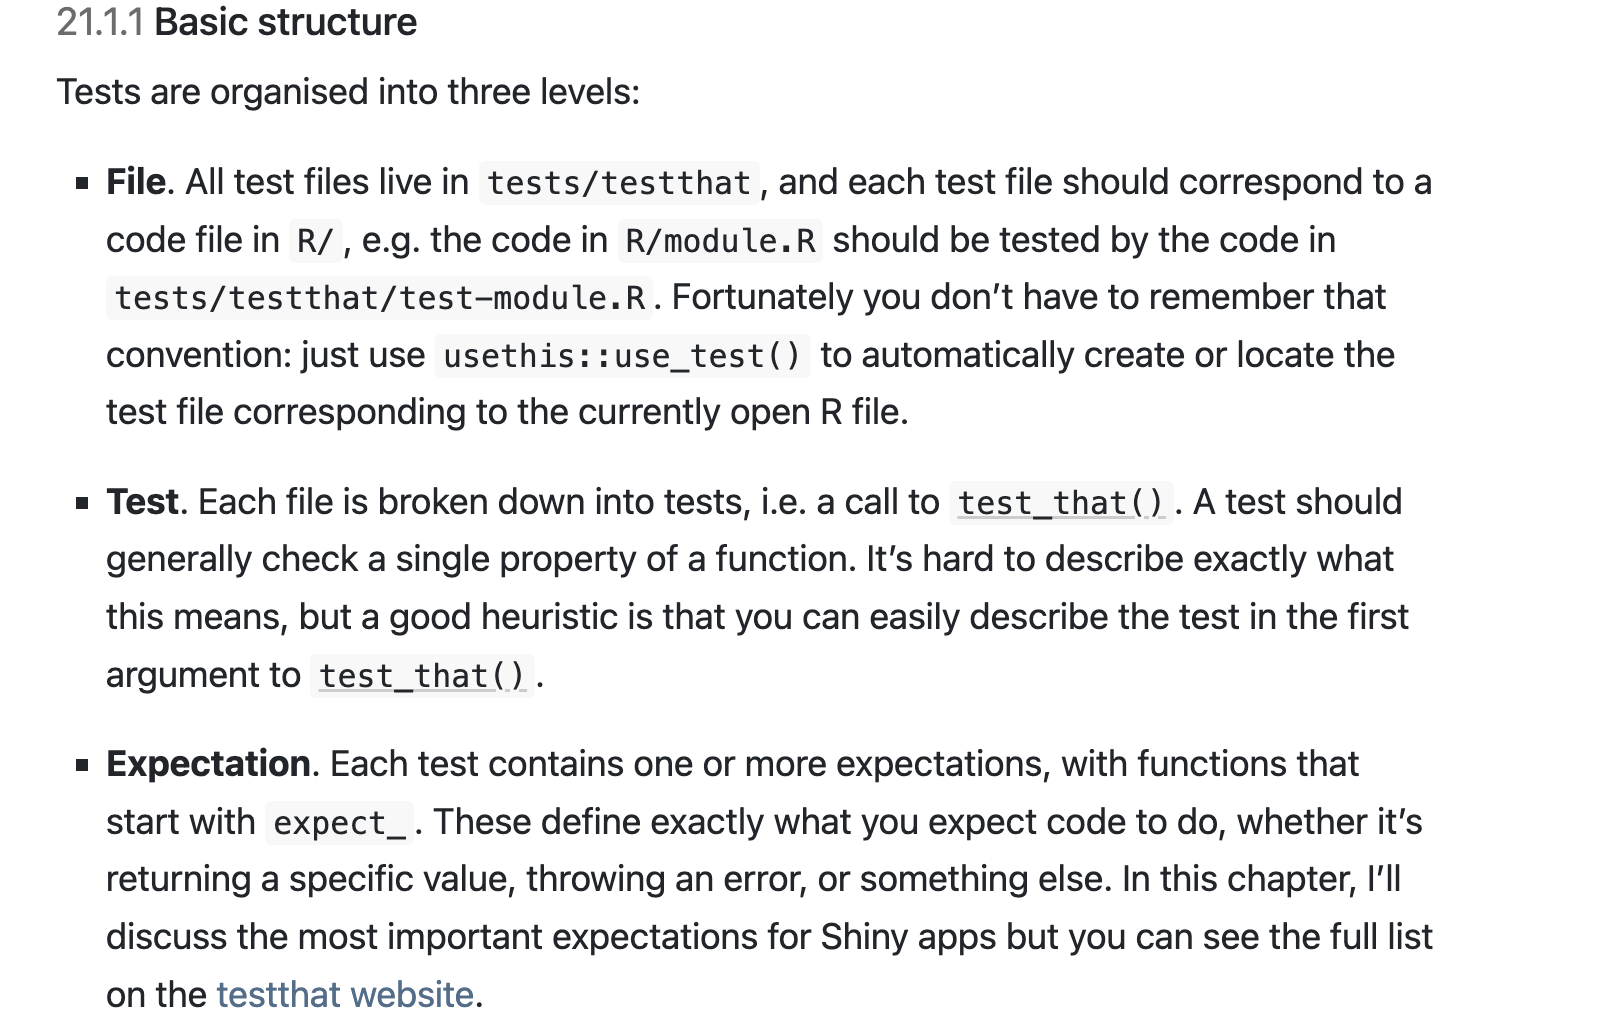 21.1.1 Basic structure
Tests are organised into three levels:
▪ File. All test files live in tests/testthat, and each test file should correspond to a
code file in R/, e.g. the code in R/module.R should be tested by the code in
tests/testthat/test-module.R. Fortunately you don’t have to remember that
convention: just use usethis::use_test() to automatically create or locate the
test file corresponding to the currently open R file.
▪ Test. Each file is broken down into tests, i.e. a call to test_that(). A test should
generally check a single property of a function. It’s hard to describe exactly what
this means, but a good heuristic is that you can easily describe the test in the first
argument to test_that().
▪ Expectation. Each test contains one or more expectations, with functions that
start with expect_. These define exactly what you expect code to do, whether it’s
returning a specific value, throwing an error, or something else. In this chapter, I’ll
discuss the most important expectations for Shiny apps but you can see the full list
on the testthat website.